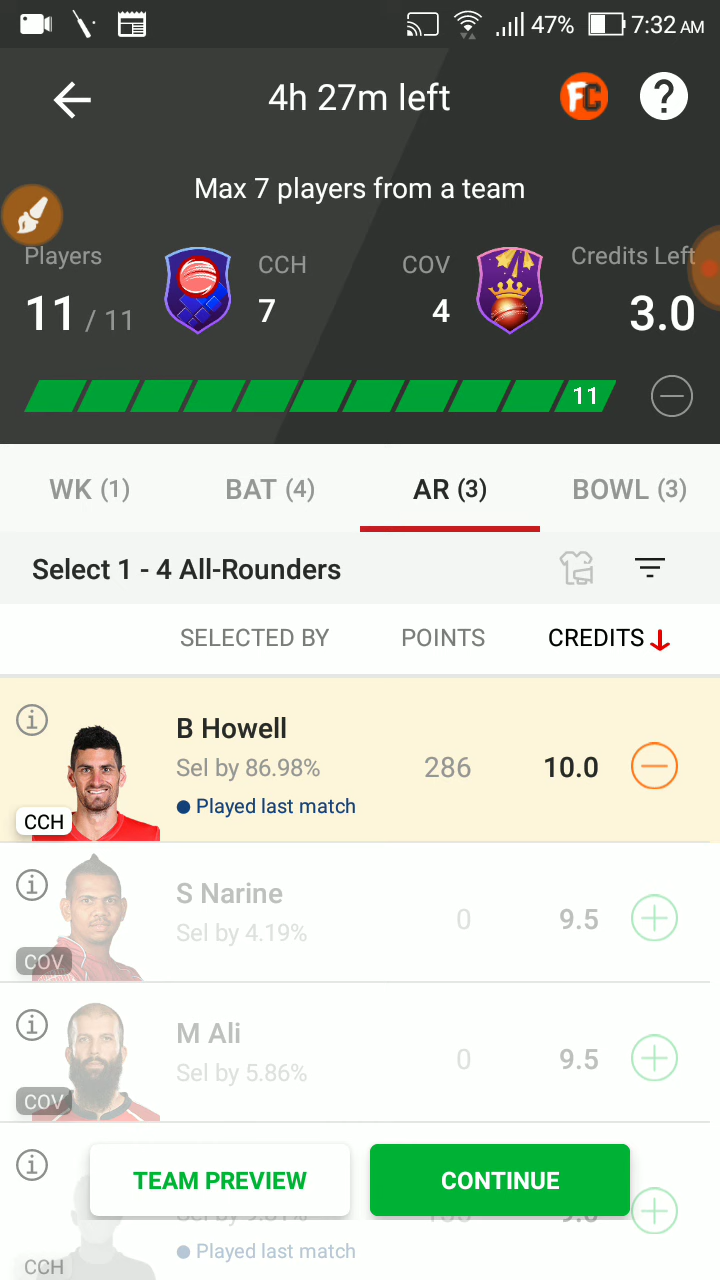 47% 7:32 AM
4h 27m left
FC
?
Max 7 players from a team
Players
CCH
COV
Credits Left
11 / 11
7
4
3.0
11
WK (1)
BAT (4)
AR (3)
BOWL (3)
Select 1 - 4 All-Rounders
SELECTED BY
POINTS
CREDITS
B Howell
Sel by 86.98%
286
10.0
Played last match
CCH
S Narine
Sel by 4.19%
0
9.5
COV
M Ali
Sel by 5.86%
0
9.5
COV
TEAM PREVIEW
CONTINUE
Played last match
CCH